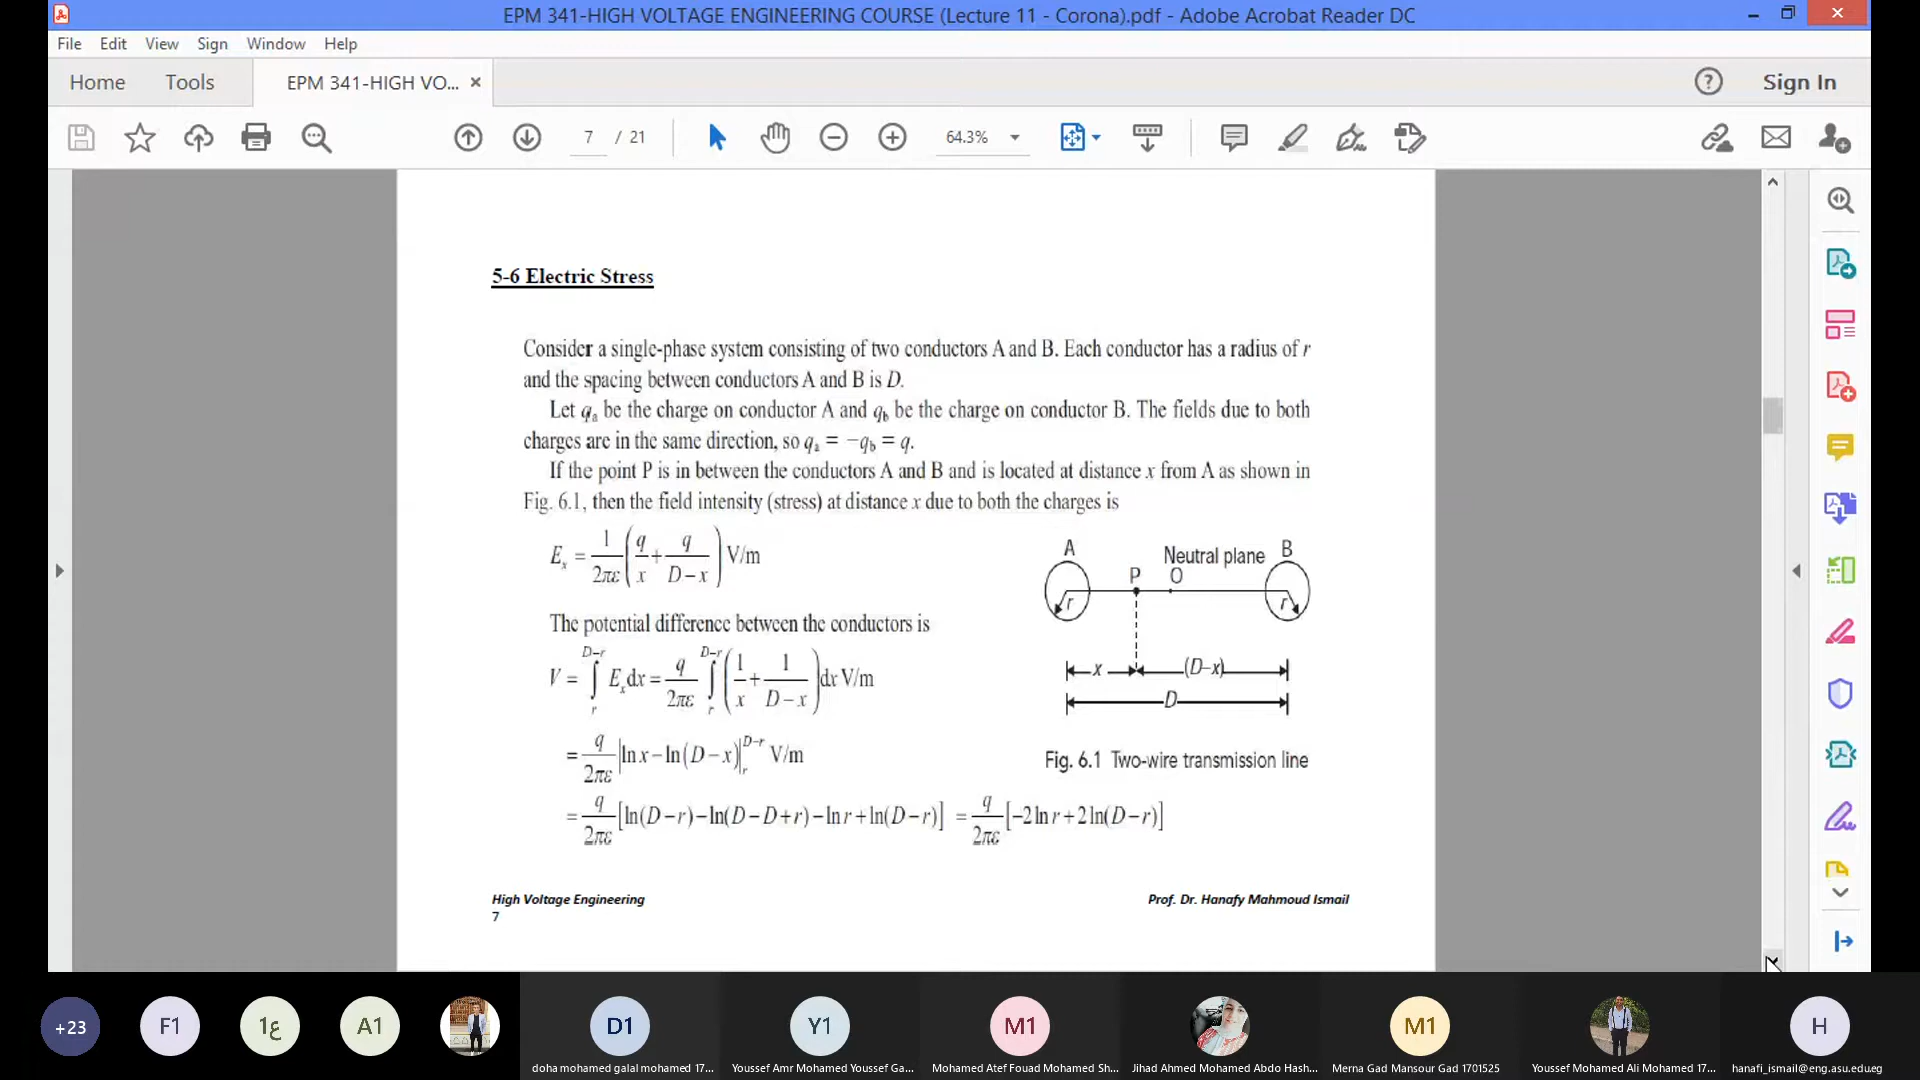 EPM 341-HIGH VOLTAGE ENGINEERING COURSE (Lecture 11 - Corona).pdf - Adobe Acrobat Reader DC
File Edit View Sign Window Help
Home Tools EPM 341-HIGH VO... × Sign In
7 / 21 64.3%
5-6 Electric Stress
Consider a single-phase system consisting of two conductors A and B. Each conductor has a radius of r
and the spacing between conductors A and B is D.
Let qₐ be the charge on conductor A and q_b be the charge on conductor B. The fields due to both
charges are in the same direction, so qₐ = −q_b = q.
If the point P is in between the conductors A and B and is located at distance x from A as shown in
Fig. 6.1, then the field intensity (stress) at distance x due to both the charges is
Eₓ = 1/2πε (q/x + q/(D−x)) V/m
The potential difference between the conductors is
V = ∫_r^{D−r} Eₓdx = q/2πε ∫_r^{D−r} (1/x + 1/(D−x)) dx V/m
= q/2πε |ln x − ln(D−x)|_r^{D−r} V/m
= q/2πε [ln(D−r)−ln(D−D+r)−ln r+ln(D−r)] = q/2πε [−2 ln r+2 ln(D−r)]
A Neutral plane B
P O
r r
x (D–x)
D
Fig. 6.1 Two-wire transmission line
High Voltage Engineering Prof. Dr. Hanafy Mahmoud Ismail
7
+23 F1 ع1 A1 D1 Y1 M1 M1 H
doha mohamed galal mohamed 17... Youssef Amr Mohamed Youssef Ga... Mohamed Atef Fouad Mohamed Sh... Jihad Ahmed Mohamed Abdo Hash... Merna Gad Mansour Gad 1701525 Youssef Mohamed Ali Mohamed 17... hanafi_ismail@eng.asu.edu.eg